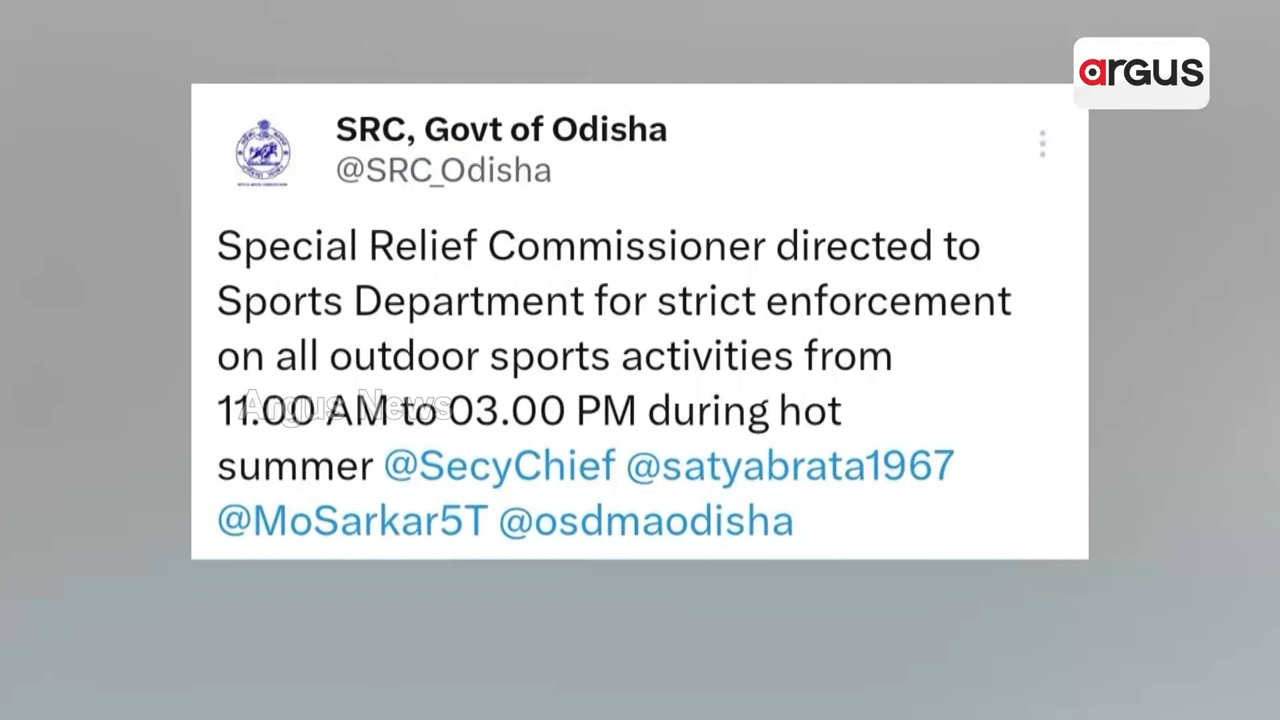 argus
SRC, Govt of Odisha
@SRC_Odisha
Special Relief Commissioner directed to
Sports Department for strict enforcement
on all outdoor sports activities from
11.00 AM to 03.00 PM during hot
summer @SecyChief @satyabrata1967
@MoSarkar5T @osdmaodisha
Argus News